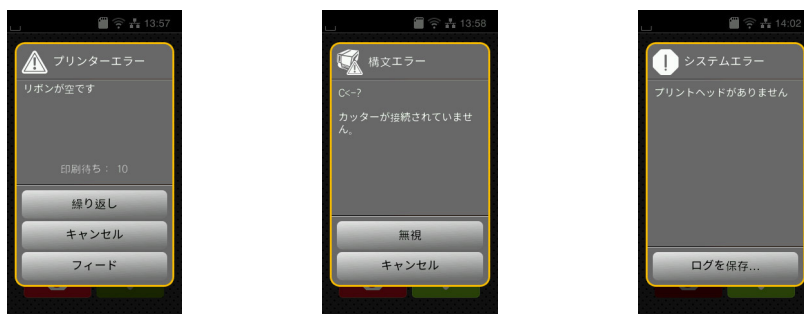 13:57
プリンターエラー
リボンが空です
印刷待ち： 10
繰り返し
キャンセル
フィード
13:58
構文エラー
C<-?
カッターが接続されていませ
ん。
無視
キャンセル
14:02
システムエラー
プリントヘッドがありません
ログを保存...